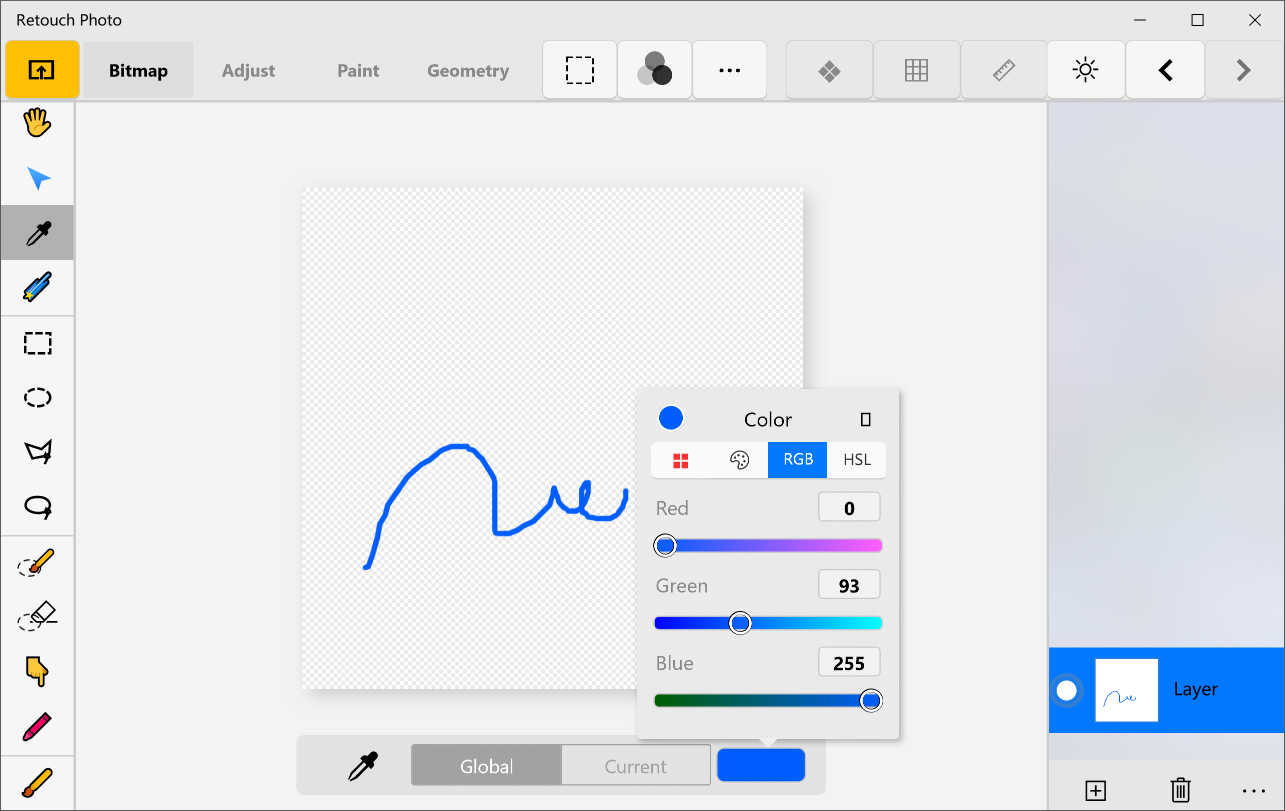 Retouch Photo
Bitmap Adjust Paint Geometry
Color
RGB HSL
Red 0
Green 93
Blue 255
Layer
Global Current